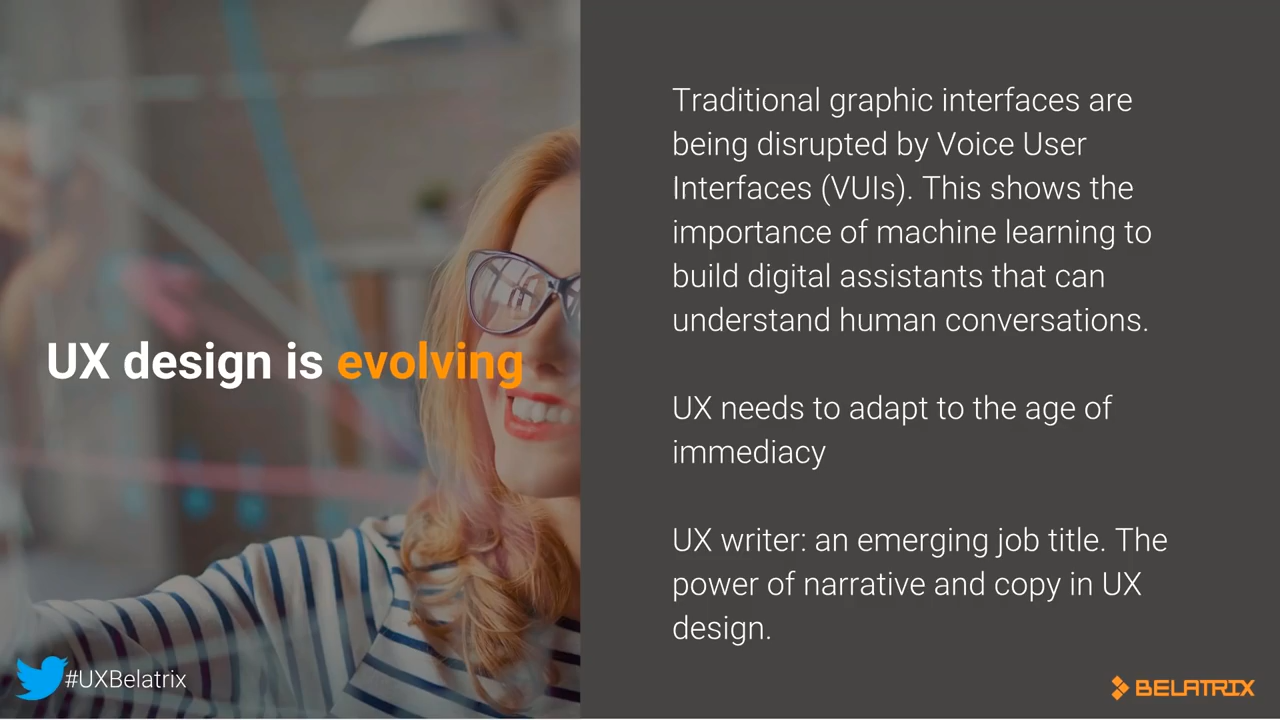 UX design is evolving
Traditional graphic interfaces are
being disrupted by Voice User
Interfaces (VUIs). This shows the
importance of machine learning to
build digital assistants that can
understand human conversations.
UX needs to adapt to the age of
immediacy
UX writer: an emerging job title. The
power of narrative and copy in UX
design.
#UXBelatrix
BELATRIX